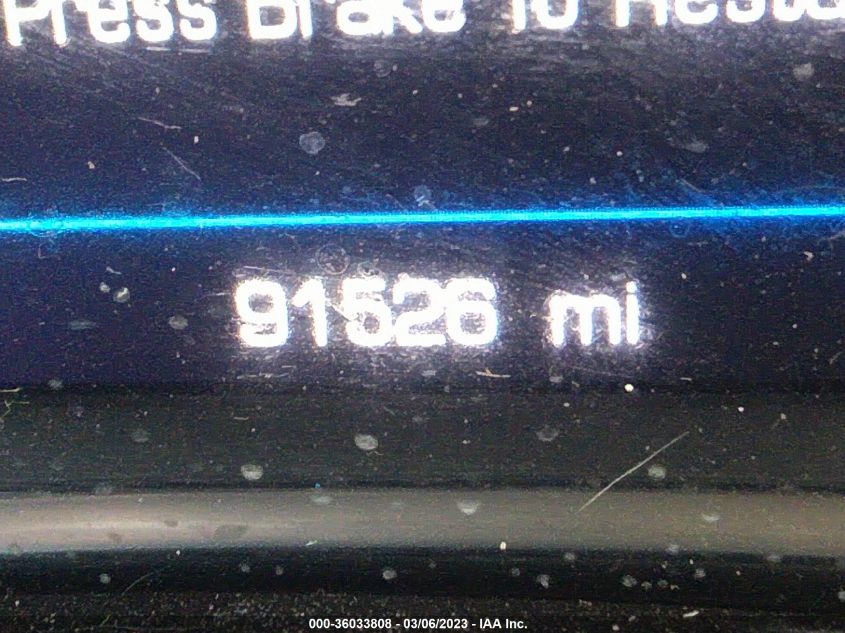 Press Brake To
91526 mi
000-36033808 - 03/06/2023 - IAA Inc.